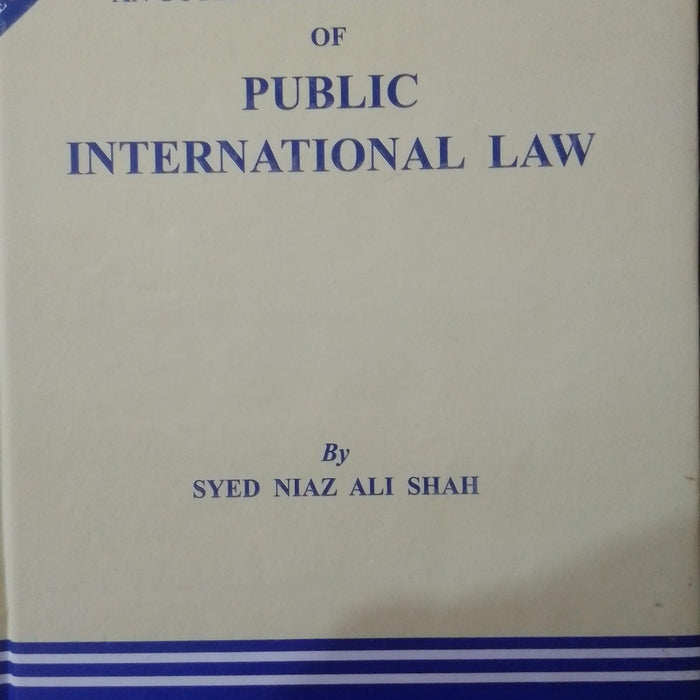 OF
PUBLIC
INTERNATIONAL LAW
By
SYED NIAZ ALI SHAH